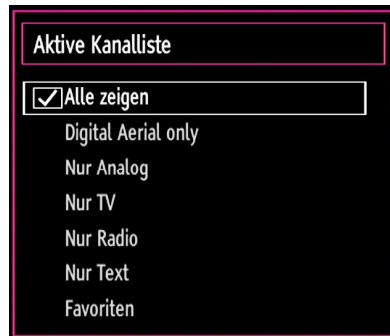 Aktive Kanalliste
Alle zeigen
Digital Aerial only
Nur Analog
Nur TV
Nur Radio
Nur Text
Favoriten